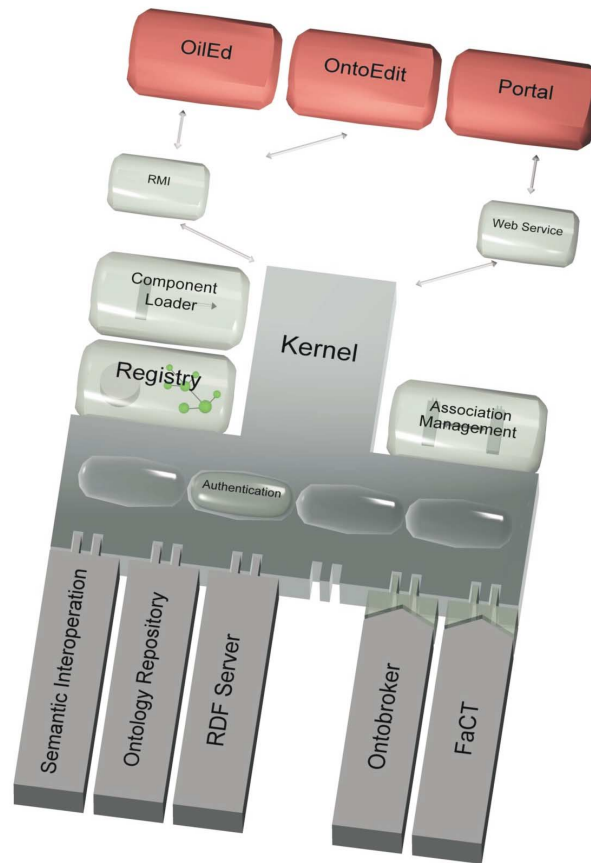 OilEd
OntoEdit
Portal
RMI
Web Service
Component
Loader
Kernel
Registry
Association
Management
Authentication
Semantic Interoperation
Ontology Repository
RDF Server
Ontobroker
FaCT